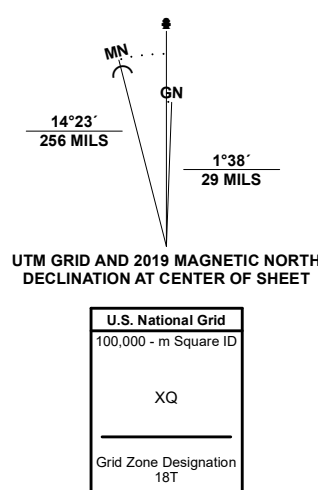 MN
GN
14°23´
256 MILS
1°38´
29 MILS
UTM GRID AND 2019 MAGNETIC NORTH
DECLINATION AT CENTER OF SHEET
U.S. National Grid
100,000 - m Square ID
XQ
Grid Zone Designation
18T